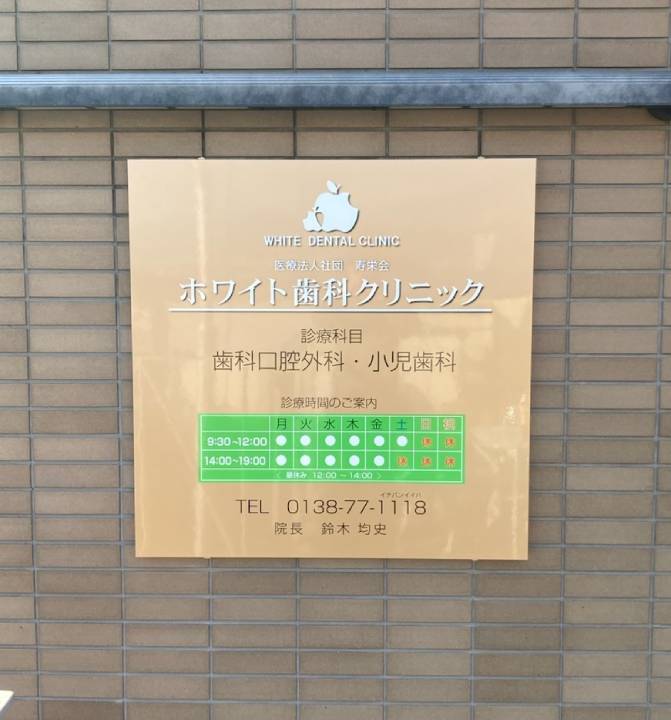 WHITE DENTAL CLINIC
医療法人社団 寿栄会
ホワイト歯科クリニック
診療科目
歯科口腔外科・小児歯科
診療時間のご案内
月 火 水 木 金 土 日 祝
9:30~12:00 ● ● ● ● ● ● 休 休
14:00~19:00 ● ● ● ● ● 休 休 休
〈 昼休み 12:00 ~ 14:00 〉
イチバンイイハ
TEL 0138-77-1118
院長 鈴木 均史